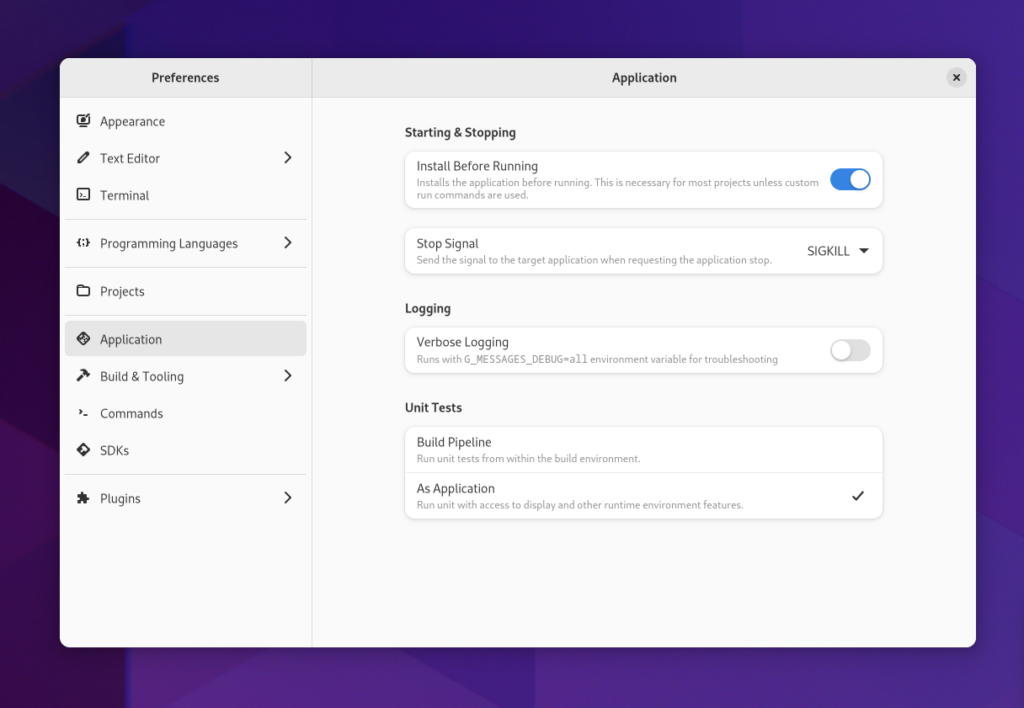 Preferences
Application
Appearance
Text Editor
Terminal
Programming Languages
Projects
Application
Build & Tooling
Commands
SDKs
Plugins
Starting & Stopping
Install Before Running
Installs the application before running. This is necessary for most projects unless custom
run commands are used.
Stop Signal
Send the signal to the target application when requesting the application stop.
SIGKILL
Logging
Verbose Logging
Runs with G_MESSAGES_DEBUG=all environment variable for troubleshooting
Unit Tests
Build Pipeline
Run unit tests from within the build environment.
As Application
Run unit with access to display and other runtime environment features.